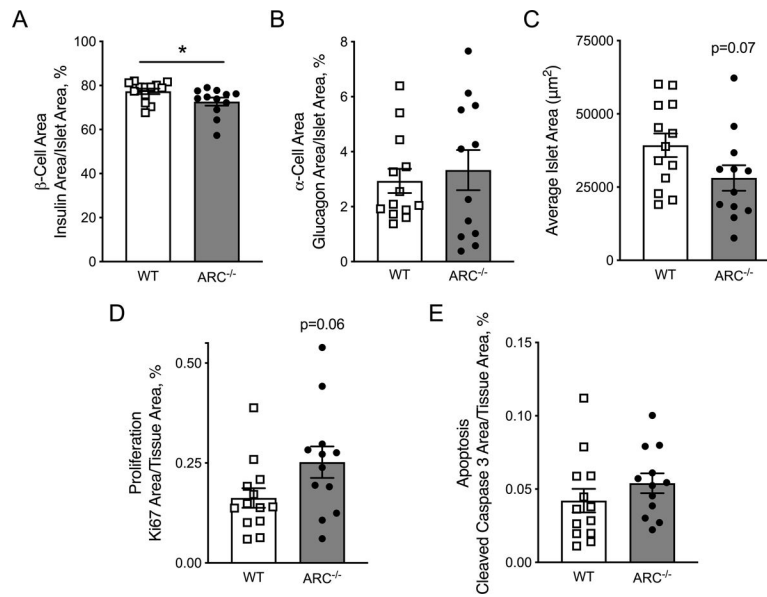 A
β-Cell Area
Insulin Area/Islet Area, %
100
80
60
40
20
0
*
WT
ARC-/-
B
α-Cell Area
Glucagon Area/Islet Area, %
8
6
4
2
0
WT
ARC-/-
C
Average Islet Area (μm²)
75000
50000
25000
0
p=0.07
WT
ARC-/-
D
Proliferation
Ki67 Area/Tissue Area, %
0.50
0.25
0.00
p=0.06
WT
ARC-/-
E
Apoptosis
Cleaved Caspase 3 Area/Tissue Area, %
0.15
0.10
0.05
0.00
WT
ARC-/-